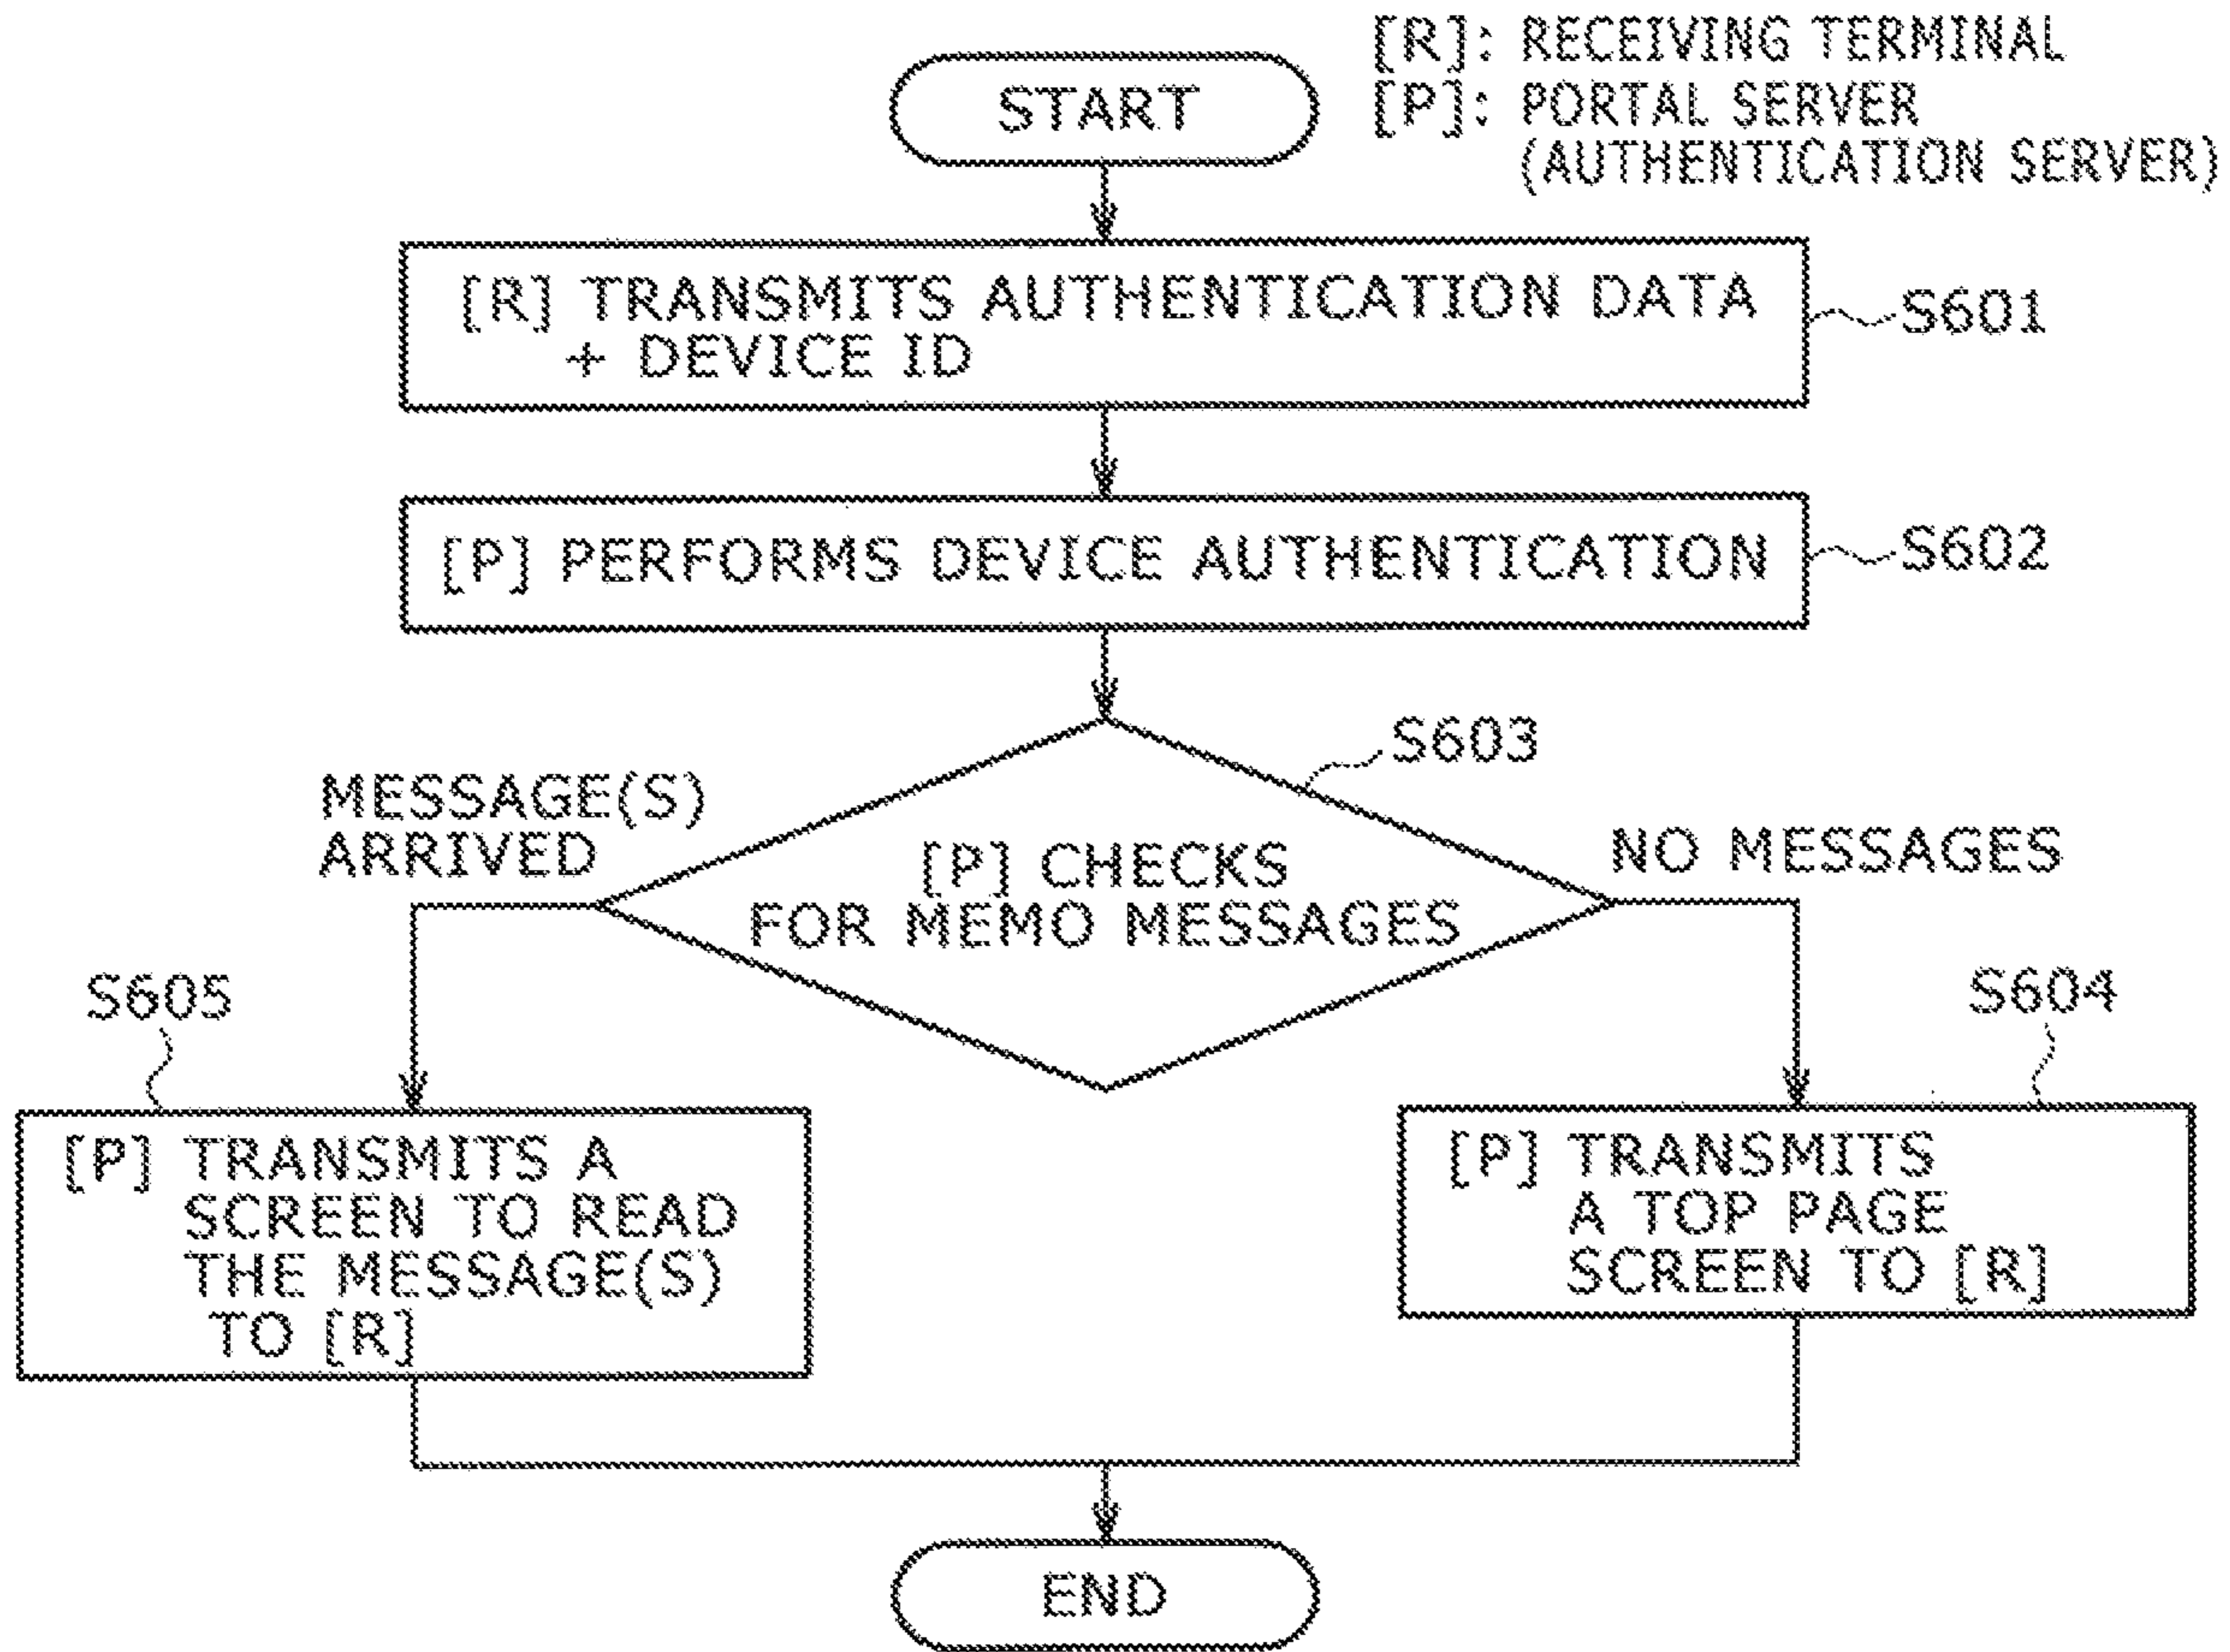 [R]: RECEIVING TERMINAL
[P]: PORTAL SERVER
(AUTHENTICATION SERVER)
START
[R] TRANSMITS AUTHENTICATION DATA
+ DEVICE ID
S601
[P] PERFORMS DEVICE AUTHENTICATION
S602
S603
[P] CHECKS
FOR MEMO MESSAGES
MESSAGE(S)
ARRIVED
NO MESSAGES
S605
[P] TRANSMITS A
SCREEN TO READ
THE MESSAGE(S)
TO [R]
S604
[P] TRANSMITS
A TOP PAGE
SCREEN TO [R]
END